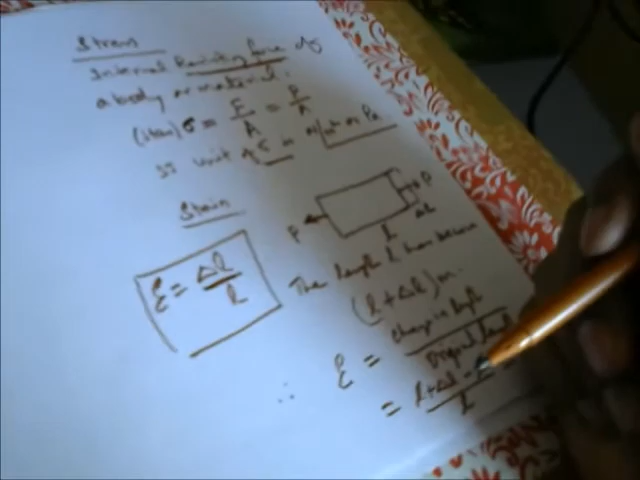 Stress
Internal Resisting force of
a body or material.
(stress) σ = F/A = P/A
SI unit of σ is N/m² or Pa
Strain
P
P
Δl
l
The length l has become
(l + Δl) m.
ε = Δl/l
ε = change in length / original length
∴ = l + Δl - l / l